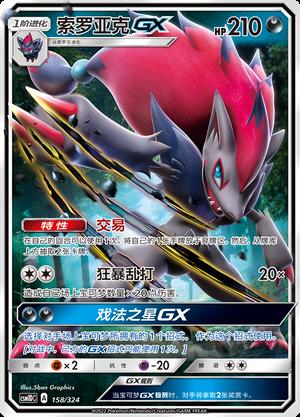 1阶进化 索罗亚克GX HP210
从索罗亚进化
特性 交易
在自己的回合可以使用1次，将自己的1张手牌放于弃牌区。然后，从牌库
上方抽取2张卡牌。
狂暴乱打 20×
造成自己场上宝可梦数量×20点伤害。
戏法之星GX
选择对手场上宝可梦所拥有的1个招式，作为这个招式使用。
[对战中，己方的GX招式只能使用1次。]
×2 -20
Illus.5ban Graphics
GX规则
当宝可梦GX昏厥时，对手将拿取2张奖赏卡。
A 158/324
©2022 Pokémon/Nintendo/Creatures/GAME FREAK